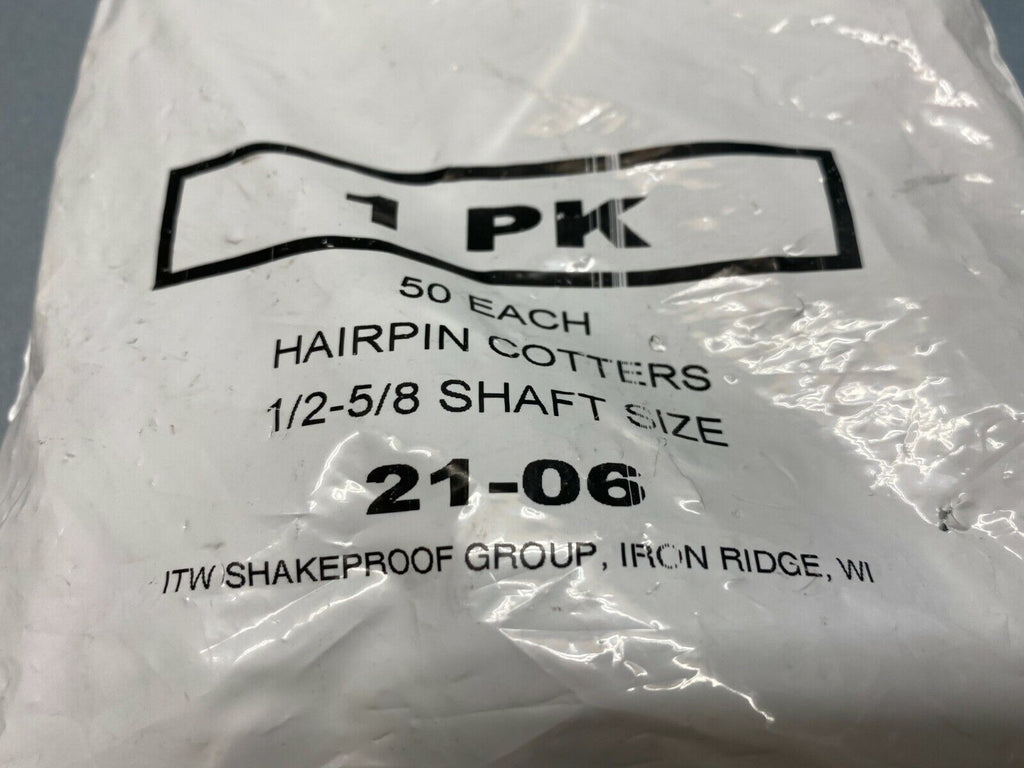 1 PK
50 EACH
HAIRPIN COTTERS
1/2-5/8 SHAFT SIZE
21-06
ITW SHAKEPROOF GROUP, IRON RIDGE, WI